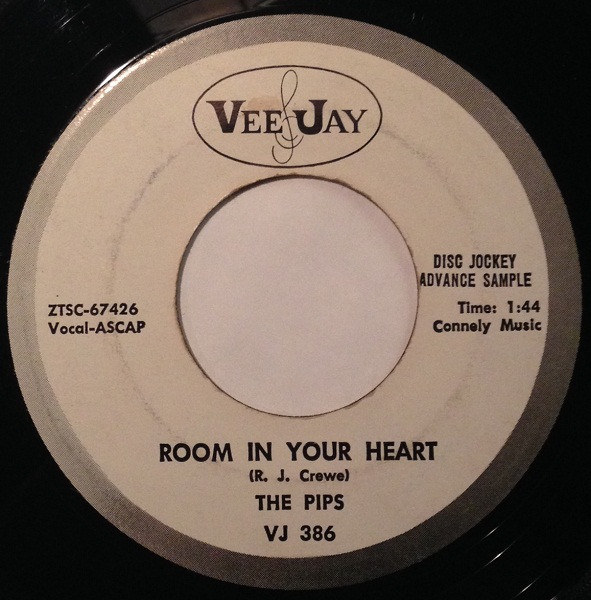 VEE JAY
DISC JOCKEY
ADVANCE SAMPLE
ZTSC-67426
Vocal-ASCAP
Time: 1:44
Connely Music
ROOM IN YOUR HEART
(R. J. Crewe)
THE PIPS
VJ 386